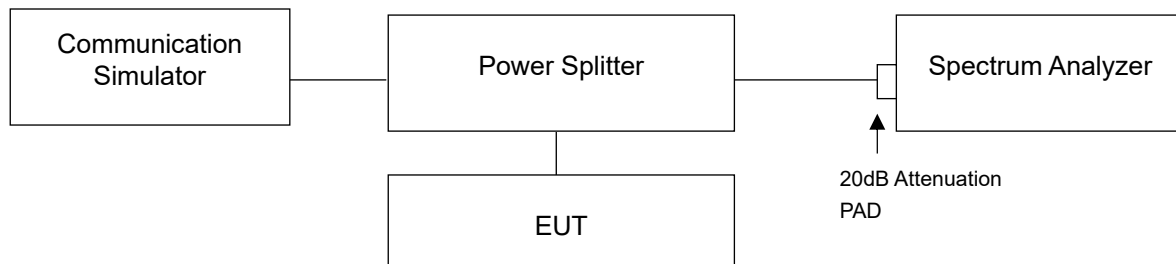 Communication
Simulator
Power Splitter
Spectrum Analyzer
20dB Attenuation
PAD
EUT